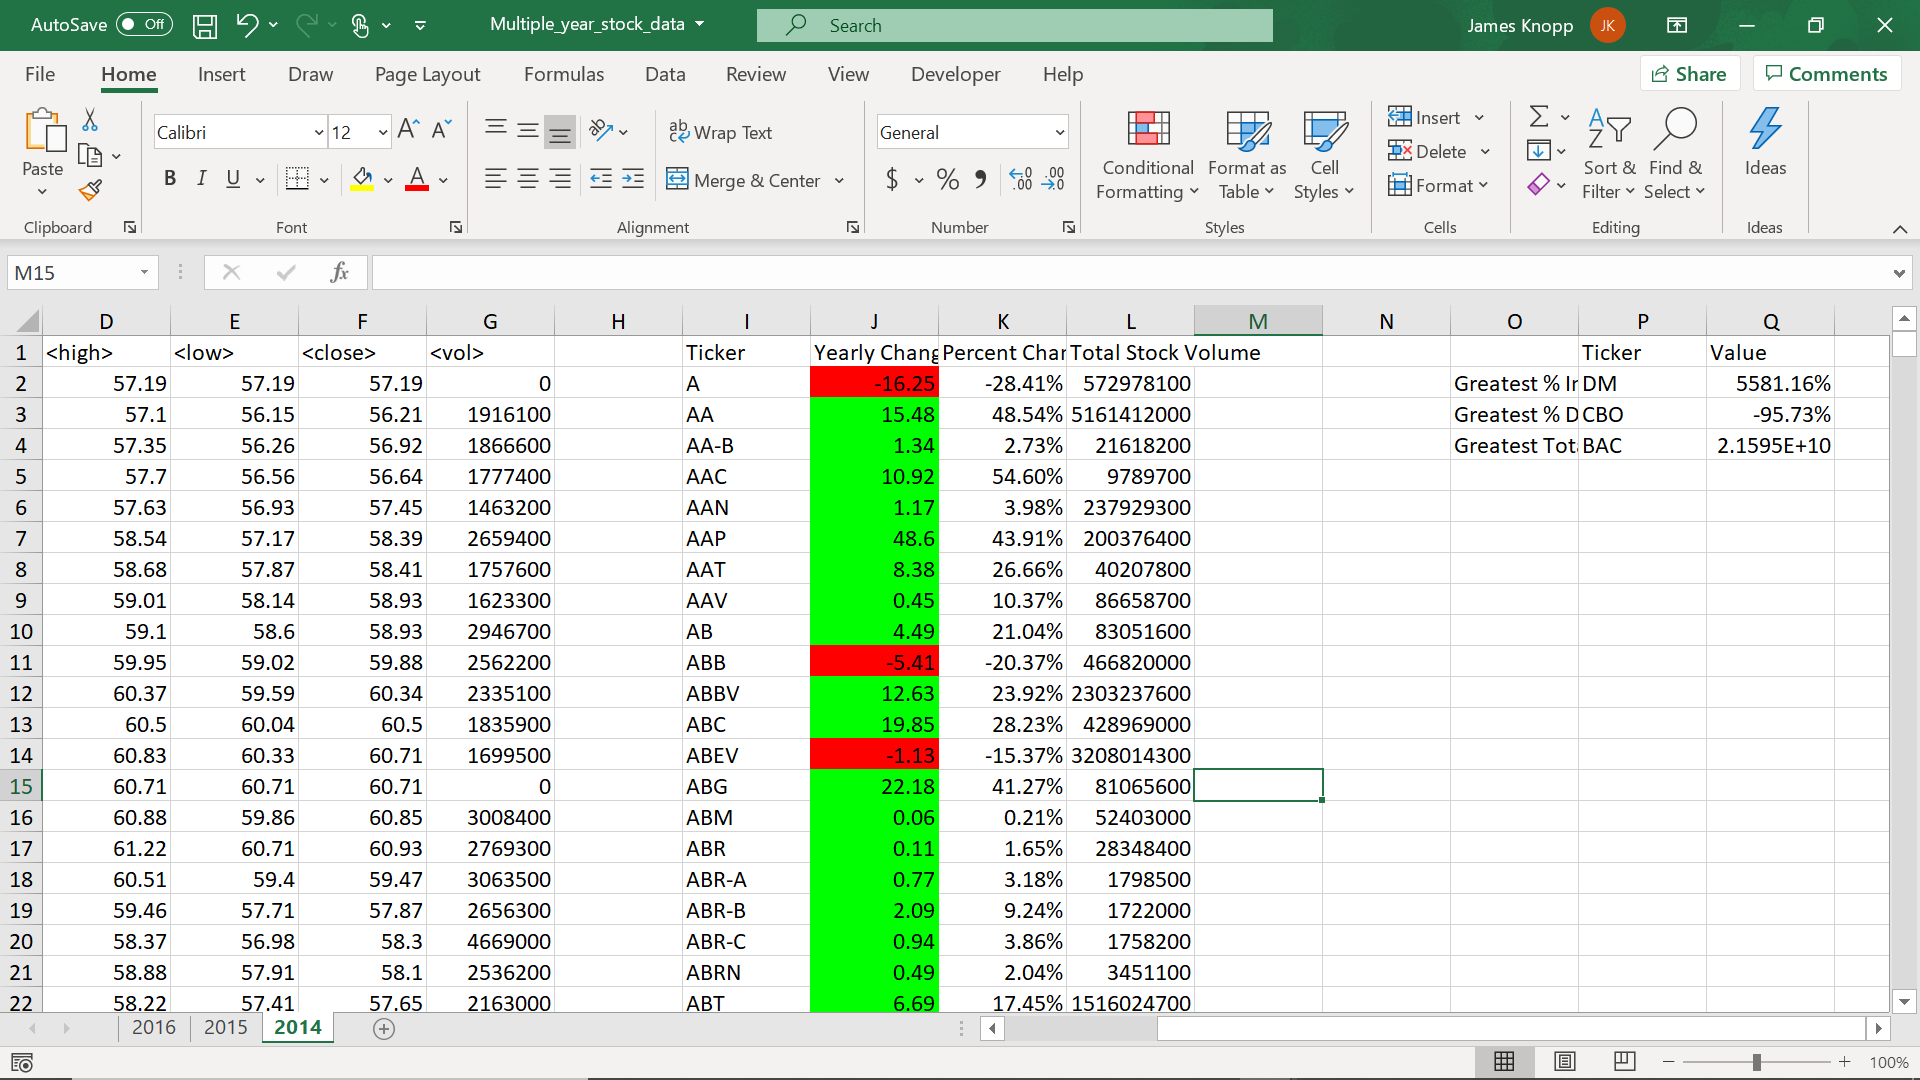 AutoSave Off Multiple_year_stock_data Search James Knopp JK
File Home Insert Draw Page Layout Formulas Data Review View Developer Help Share Comments
Paste Calibri 12 A A Wrap Text General Conditional Formatting Format as Table Cell Styles Insert Delete Format Sort & Filter Find & Select Ideas
B I U A Merge & Center $ %
Clipboard Font Alignment Number Styles Cells Editing Ideas
M15 fx
D E F G H I J K L M N O P Q
1 <high> <low> <close> <vol> Ticker Yearly Chang Percent Char Total Stock Volume Ticker Value
2 57.19 57.19 57.19 0 A -16.25 -28.41% 572978100 Greatest % In DM 5581.16%
3 57.1 56.15 56.21 1916100 AA 15.48 48.54% 5161412000 Greatest % D CBO -95.73%
4 57.35 56.26 56.92 1866600 AA-B 1.34 2.73% 21618200 Greatest Tot BAC 2.1595E+10
5 57.7 56.56 56.64 1777400 AAC 10.92 54.60% 9789700
6 57.63 56.93 57.45 1463200 AAN 1.17 3.98% 237929300
7 58.54 57.17 58.39 2659400 AAP 48.6 43.91% 200376400
8 58.68 57.87 58.41 1757600 AAT 8.38 26.66% 40207800
9 59.01 58.14 58.93 1623300 AAV 0.45 10.37% 86658700
10 59.1 58.6 58.93 2946700 AB 4.49 21.04% 83051600
11 59.95 59.02 59.88 2562200 ABB -5.41 -20.37% 466820000
12 60.37 59.59 60.34 2335100 ABBV 12.63 23.92% 2303237600
13 60.5 60.04 60.5 1835900 ABC 19.85 28.23% 428969000
14 60.83 60.33 60.71 1699500 ABEV -1.13 -15.37% 3208014300
15 60.71 60.71 60.71 0 ABG 22.18 41.27% 81065600
16 60.88 59.86 60.85 3008400 ABM 0.06 0.21% 52403000
17 61.22 60.71 60.93 2769300 ABR 0.11 1.65% 28348400
18 60.51 59.4 59.47 3063500 ABR-A 0.77 3.18% 1798500
19 59.46 57.71 57.87 2656300 ABR-B 2.09 9.24% 1722000
20 58.37 56.98 58.3 4669000 ABR-C 0.94 3.86% 1758200
21 58.88 57.91 58.1 2536200 ABRN 0.49 2.04% 3451100
22 58.22 57.41 57.65 2163000 ABT 6.69 17.45% 1516024700
2016 2015 2014
100%